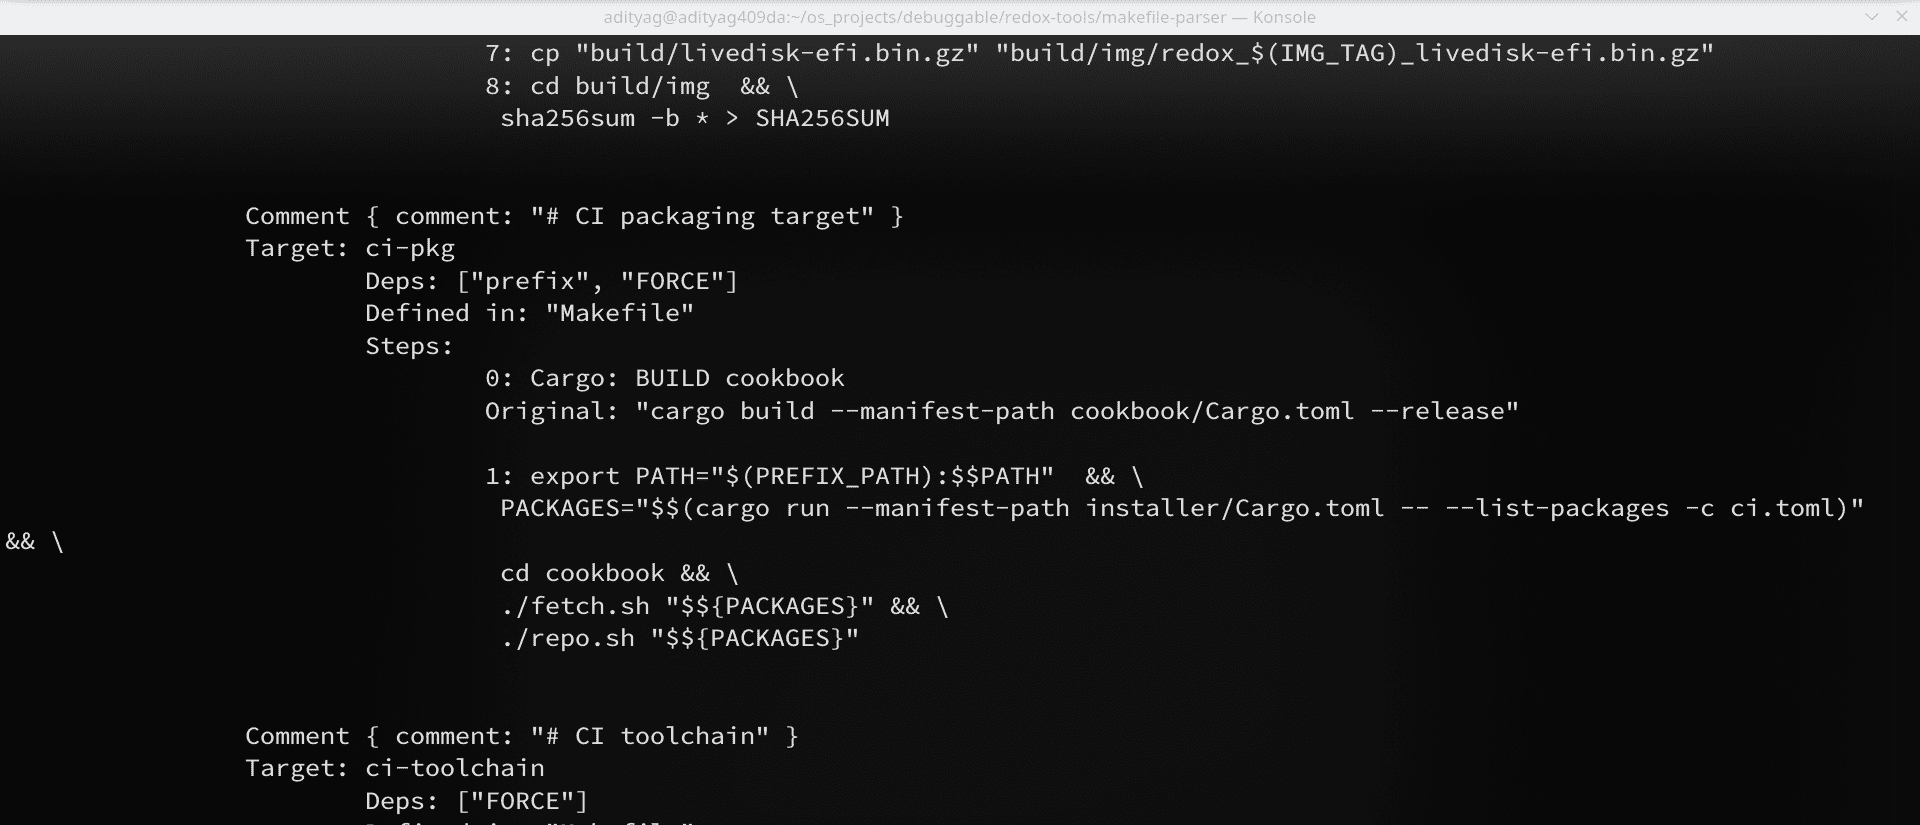 adityag@adityag409da:~/os_projects/debuggable/redox-tools/makefile-parser — Konsole
7: cp "build/livedisk-efi.bin.gz" "build/img/redox_$(IMG_TAG)_livedisk-efi.bin.gz"
8: cd build/img  && \
sha256sum -b * > SHA256SUM
Comment { comment: "# CI packaging target" }
Target: ci-pkg
Deps: ["prefix", "FORCE"]
Defined in: "Makefile"
Steps:
0: Cargo: BUILD cookbook
Original: "cargo build --manifest-path cookbook/Cargo.toml --release"
1: export PATH="$(PREFIX_PATH):$$PATH"  && \
PACKAGES="$$(cargo run --manifest-path installer/Cargo.toml -- --list-packages -c ci.toml)"
&& \
cd cookbook && \
./fetch.sh "$${PACKAGES}" && \
./repo.sh "$${PACKAGES}"
Comment { comment: "# CI toolchain" }
Target: ci-toolchain
Deps: ["FORCE"]